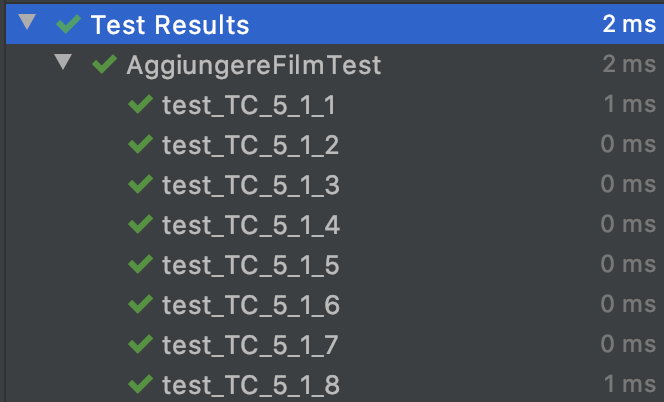 Test Results 2 ms
AggiungereFilmTest 2 ms
test_TC_5_1_1 1 ms
test_TC_5_1_2 0 ms
test_TC_5_1_3 0 ms
test_TC_5_1_4 0 ms
test_TC_5_1_5 0 ms
test_TC_5_1_6 0 ms
test_TC_5_1_7 0 ms
test_TC_5_1_8 1 ms